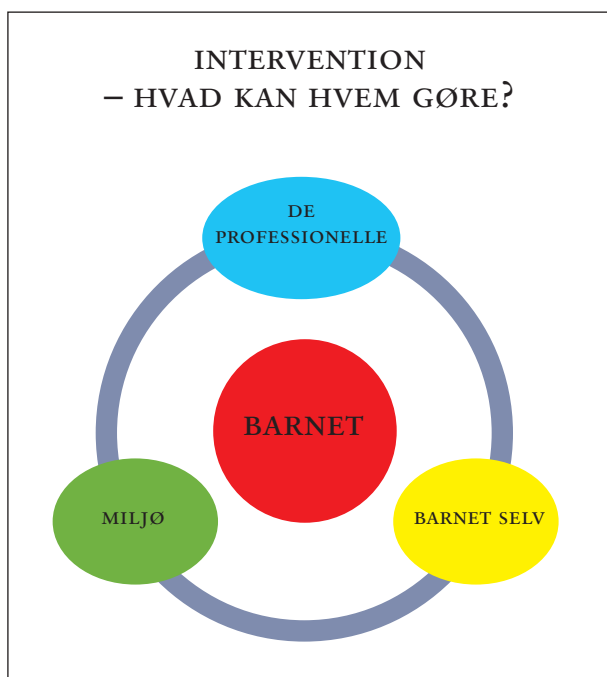 INTERVENTION
– HVAD KAN HVEM GØRE?
DE
PROFESSIONELLE
BARNET
MILJØ
BARNET SELV